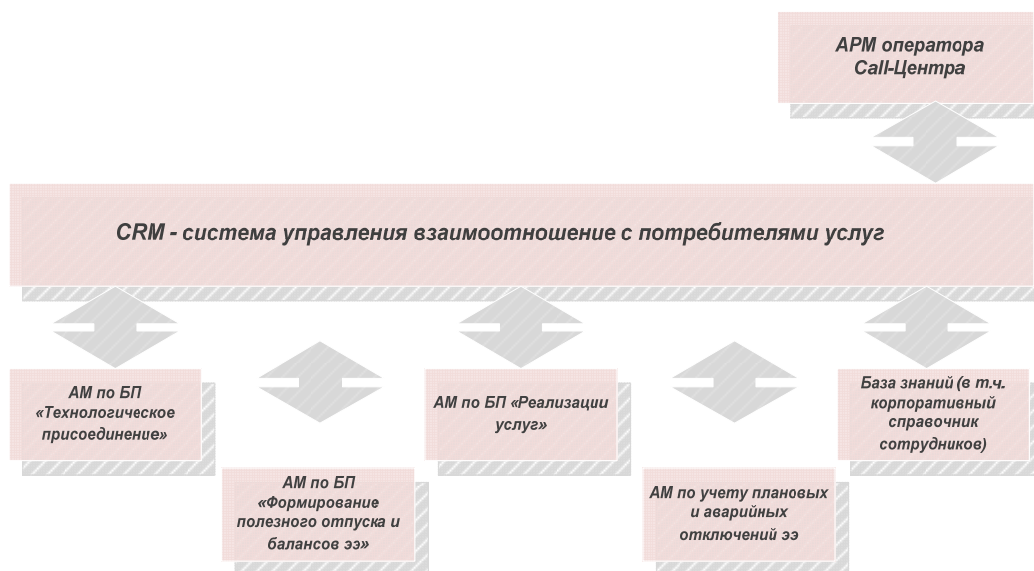 АРМ оператора
Call-Центра
CRM - система управления взаимоотношение с потребителями услуг
АМ по БП
«Технологическое
присоединение»
АМ по БП
«Формирование
полезного отпуска и
балансов ээ»
АМ по БП «Реализации
услуг»
АМ по учету плановых
и аварийных
отключений ээ
База знаний (в т.ч.
корпоративный
справочник
сотрудников)